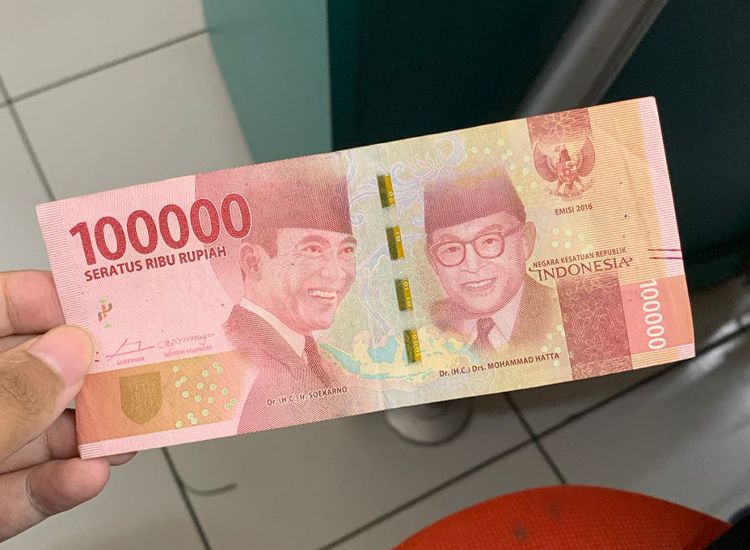 100000
SERATUS RIBU RUPIAH
GUBERNUR
MENTERI KEUANGAN
Dr. (H.C.) Ir. SOEKARNO
Dr. (H.C.) Drs. MOHAMMAD HATTA
EMISI 2016
NEGARA KESATUAN REPUBLIK
INDONESIA
100000